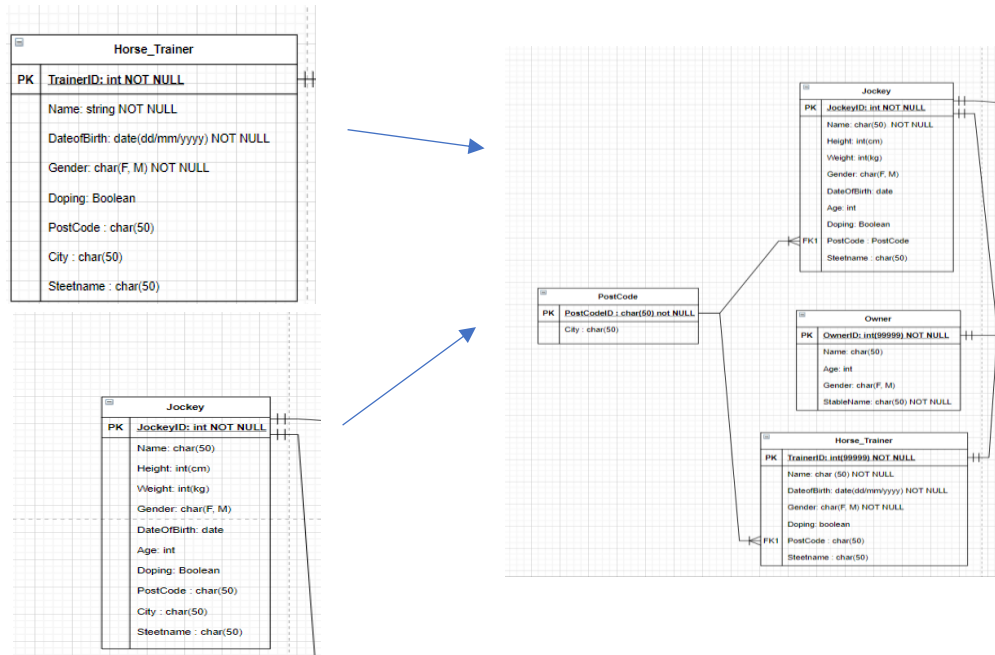 Horse_Trainer
PK TrainerID: int NOT NULL
Name: string NOT NULL
DateofBirth: date(dd/mm/yyyy) NOT NULL
Gender: char(F, M) NOT NULL
Doping: Boolean
PostCode : char(50)
City : char(50)
Steetname : char(50)
Jockey
PK JockeyID: int NOT NULL
Name: char(50)
Height: int(cm)
Weight: int(kg)
Gender: char(F, M)
DateOfBirth: date
Age: int
Doping: Boolean
PostCode : char(50)
City : char(50)
Steetname : char(50)
PostCode
PK PostCodeID : char(50) not NULL
City : char(50)
Jockey
PK JockeyID: int NOT NULL
Name: char(50) NOT NULL
Height: int(cm)
Weight: int(kg)
Gender: char(F, M)
DateOfBirth: date
Age: int
Doping: Boolean
FK1 PostCode : PostCode
Steetname : char(50)
Owner
PK OwnerID: int(99999) NOT NULL
Name: char(50)
Age: int
Gender: char(F, M)
StableName: char(50) NOT NULL
Horse_Trainer
PK TrainerID: int(99999) NOT NULL
Name: char (50) NOT NULL
DateofBirth: date(dd/mm/yyyy) NOT NULL
Gender: char(F, M) NOT NULL
Doping: boolean
FK1 PostCode : char(50)
Steetname : char(50)